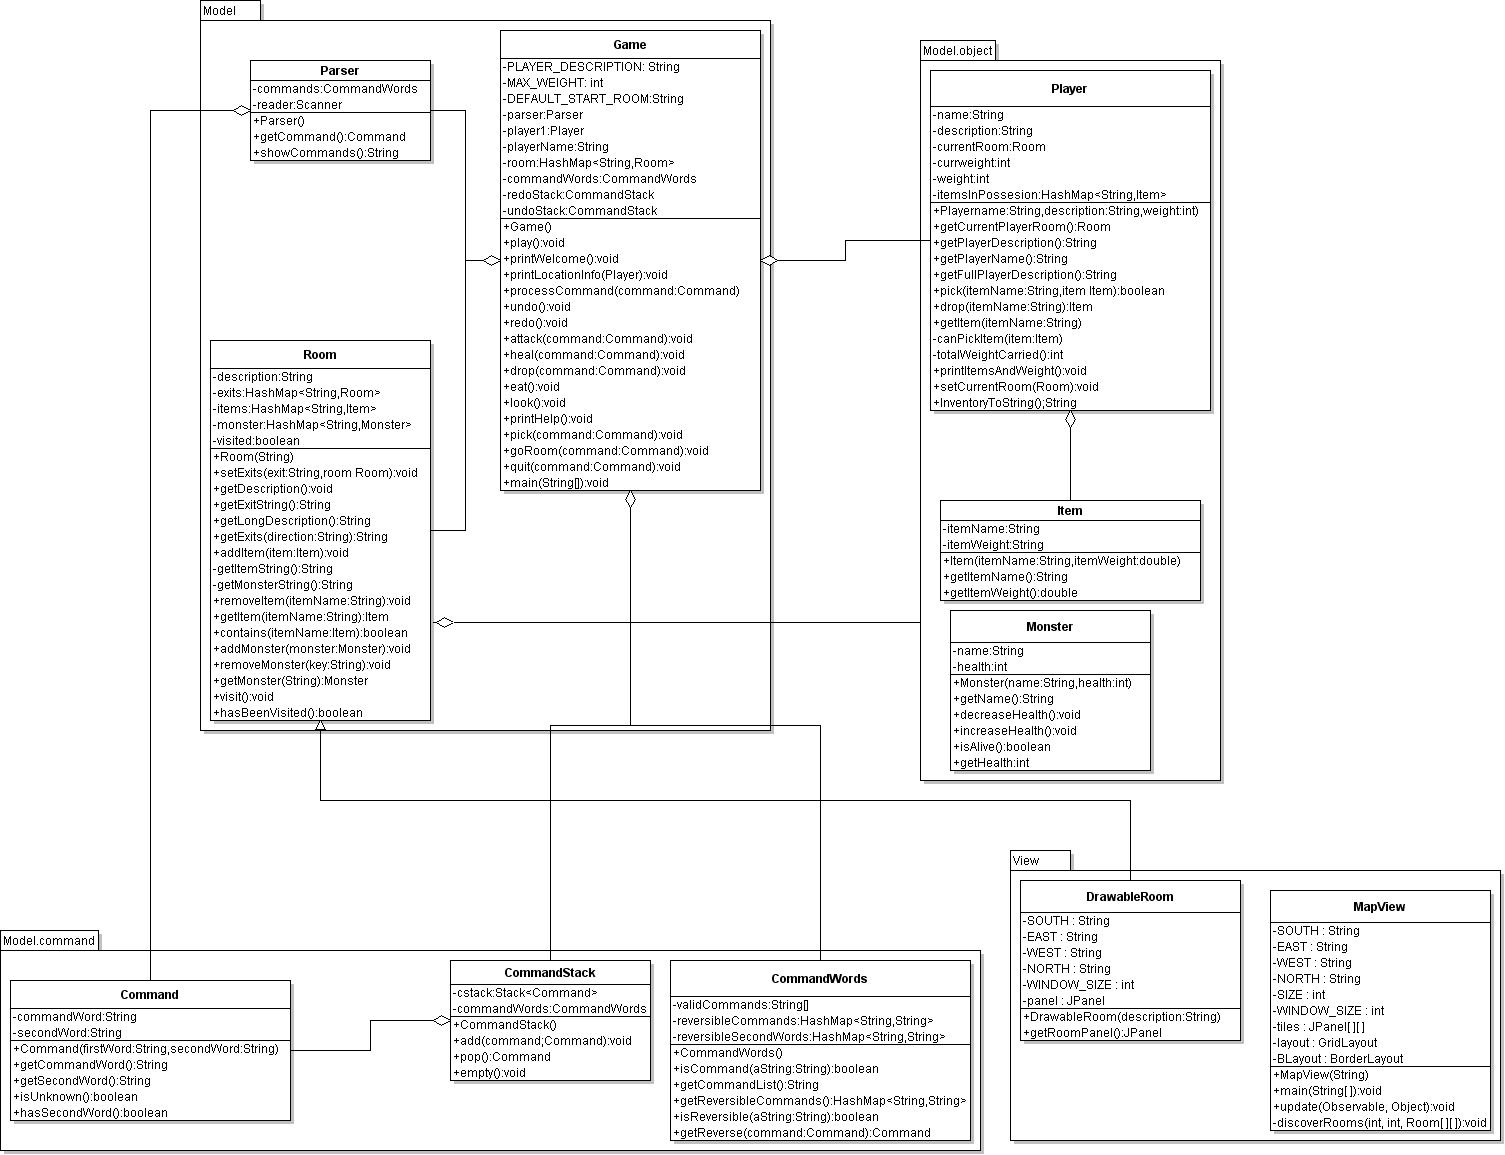 Model
Parser
-commands:CommandWords
-reader:Scanner
+Parser()
+getCommand():Command
+showCommands():String
Game
-PLAYER_DESCRIPTION: String
-MAX_WEIGHT: int
-DEFAULT_START_ROOM:String
-parser:Parser
-player1:Player
-playerName:String
-room:HashMap<String,Room>
-commandWords:CommandWords
-redoStack:CommandStack
-undoStack:CommandStack
+Game()
+play():void
+printWelcome():void
+printLocationInfo(Player):void
+processCommand(command:Command)
+undo():void
+redo():void
+attack(command:Command):void
+heal(command:Command):void
+drop(command:Command):void
+eat():void
+look():void
+printHelp():void
+pick(command:Command):void
+goRoom(command:Command):void
+quit(command:Command):void
+main(String[]):void
Room
-description:String
-exits:HashMap<String,Room>
-items:HashMap<String,Item>
-monster:HashMap<String,Monster>
-visited:boolean
+Room(String)
+setExits(exit:String,room Room):void
+getDescription():void
+getExitString():String
+getLongDescription():String
+getExits(direction:String):String
+addItem(item:Item):void
-getItemString():String
-getMonsterString():String
+removeItem(itemName:String):void
+getItem(itemName:String):Item
+contains(itemName:Item):boolean
+addMonster(monster:Monster):void
+removeMonster(key:String):void
+getMonster(String):Monster
+visit():void
+hasBeenVisited():boolean
Model.object
Player
-name:String
-description:String
-currentRoom:Room
-currweight:int
-weight:int
-itemsInPossesion:HashMap<String,Item>
+Playername:String,description:String,weight:int)
+getCurrentPlayerRoom():Room
+getPlayerDescription():String
+getPlayerName():String
+getFullPlayerDescription():String
+pick(itemName:String,item Item):boolean
+drop(itemName:String):Item
+getItem(itemName:String)
-canPickItem(item:Item)
-totalWeightCarried():int
+printItemsAndWeight():void
+setCurrentRoom(Room):void
+InventoryToString();String
Item
-itemName:String
-itemWeight:String
+Item(itemName:String,itemWeight:double)
+getItemName():String
+getItemWeight():double
Monster
-name:String
-health:int
+Monster(name:String,health:int)
+getName():String
+decreaseHealth():void
+increaseHealth():void
+isAlive():boolean
+getHealth:int
View
DrawableRoom
-SOUTH : String
-EAST : String
-WEST : String
-NORTH : String
-WINDOW_SIZE : int
-panel : JPanel
+DrawableRoom(description:String)
+getRoomPanel():JPanel
MapView
-SOUTH : String
-EAST : String
-WEST : String
-NORTH : String
-SIZE : int
-WINDOW_SIZE : int
-tiles : JPanel[][]
-layout : GridLayout
-BLayout : BorderLayout
+MapView(String)
+main(String[]):void
+update(Observable, Object):void
-discoverRooms(int, int, Room[][]):void
Model.command
Command
-commandWord:String
-secondWord:String
+Command(firstWord:String,secondWord:String)
+getCommandWord():String
+getSecondWord():String
+isUnknown():boolean
+hasSecondWord():boolean
CommandStack
-cstack:Stack<Command>
-commandWords:CommandWords
+CommandStack()
+add(command;Command):void
+pop():Command
+empty():void
CommandWords
-validCommands:String[]
-reversibleCommands:HashMap<String,String>
-reversibleSecondWords:HashMap<String,String>
+CommandWords()
+isCommand(aString:String):boolean
+getCommandList():String
+getReversibleCommands():HashMap<String,String>
+isReversible(aString:String):boolean
+getReverse(command:Command):Command